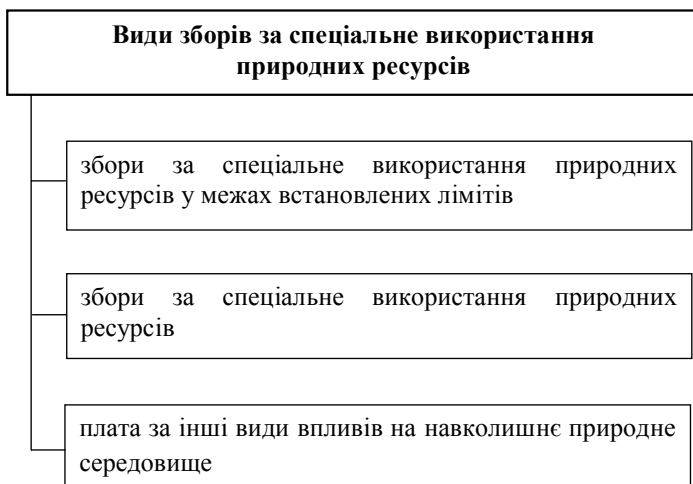 Види зборів за спеціальне використання
природних ресурсів
збори за спеціальне використання природних
ресурсів у межах встановлених лімітів
збори за спеціальне використання природних
ресурсів
плата за інші види впливів на навколишнє природне
середовище